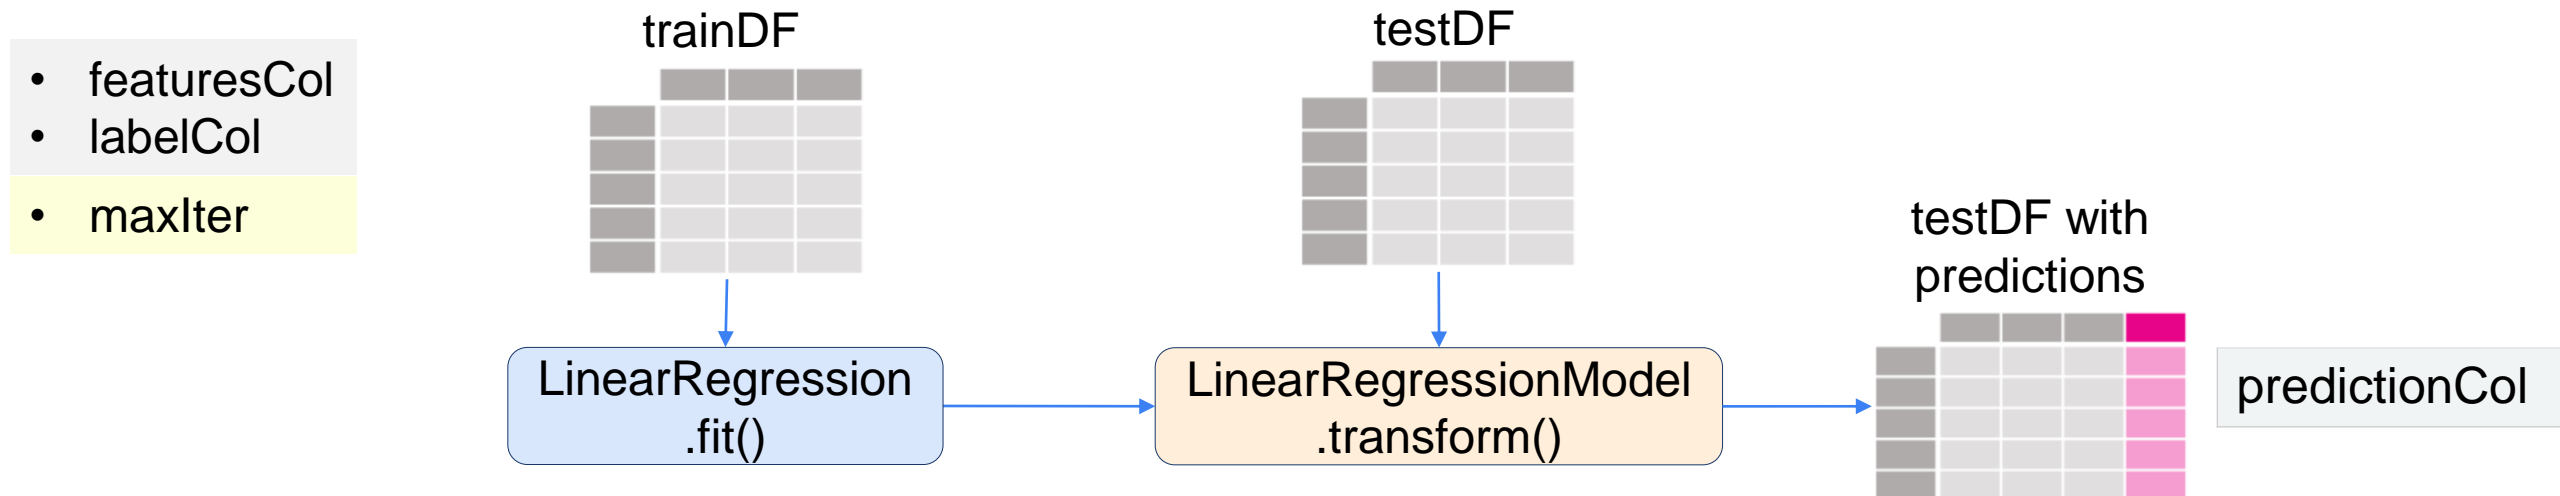 • featuresCol
• labelCol
• maxIter
trainDF
testDF
LinearRegression
.fit()
LinearRegressionModel
.transform()
testDF with
predictions
predictionCol